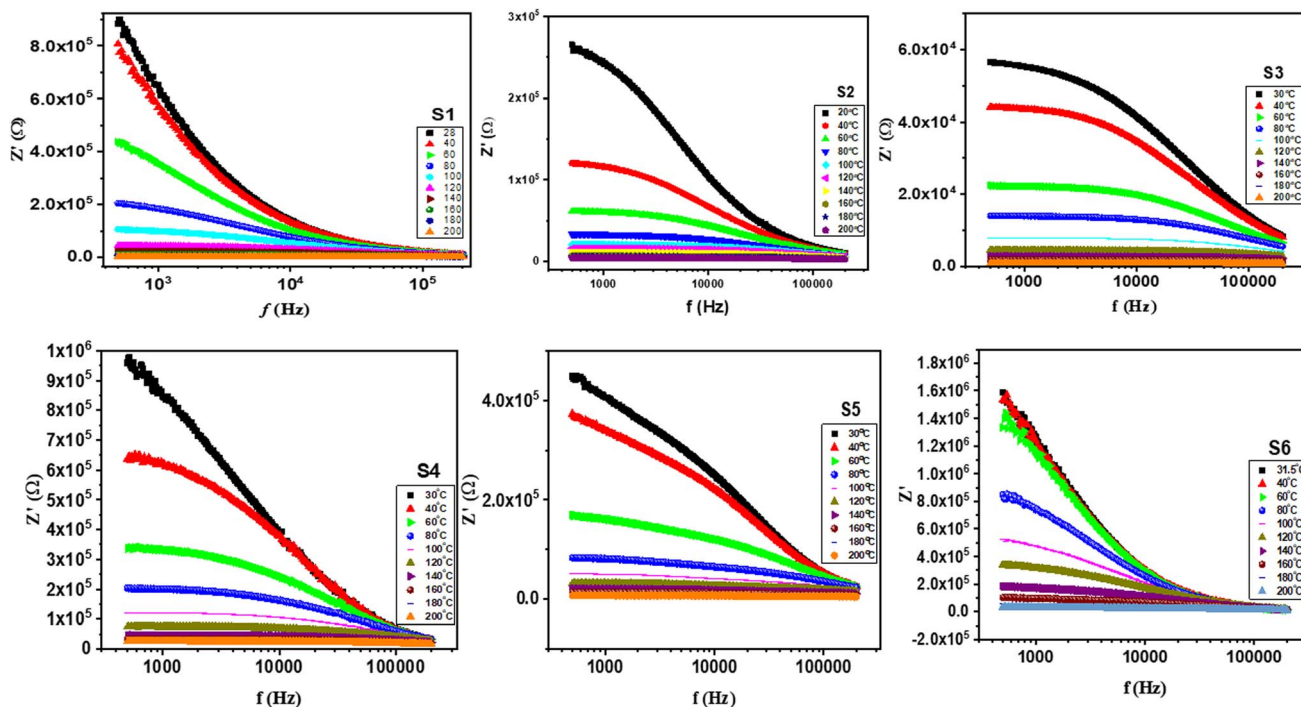 S1
28
40
60
80
100
120
140
160
180
200
8.0x10⁵
6.0x10⁵
4.0x10⁵
2.0x10⁵
0.0
Z' (Ω)
10³
10⁴
10⁵
f (Hz)
S2
20°C
40°C
60°C
80°C
100°C
120°C
140°C
160°C
180°C
200°C
3x10⁵
2x10⁵
1x10⁵
0
Z' (Ω)
1000
10000
100000
f (Hz)
S3
30°C
40°C
60°C
80°C
100°C
120°C
140°C
160°C
180°C
200°C
6.0x10⁴
4.0x10⁴
2.0x10⁴
0.0
Z' (Ω)
1000
10000
100000
f (Hz)
S4
30°C
40°C
60°C
80°C
100°C
120°C
140°C
160°C
180°C
200°C
1x10⁶
9x10⁵
8x10⁵
7x10⁵
6x10⁵
5x10⁵
4x10⁵
3x10⁵
2x10⁵
1x10⁵
0
Z' (Ω)
1000
10000
100000
f (Hz)
S5
30°C
40°C
60°C
80°C
100°C
120°C
140°C
160°C
180°C
200°C
4.0x10⁵
2.0x10⁵
0.0
Z' (Ω)
1000
10000
100000
f (Hz)
S6
31.5°C
40°C
60°C
80°C
100°C
120°C
140°C
160°C
180°C
200°C
1.8x10⁶
1.6x10⁶
1.4x10⁶
1.2x10⁶
1.0x10⁶
8.0x10⁵
6.0x10⁵
4.0x10⁵
2.0x10⁵
0.0
-2.0x10⁵
Z'
1000
10000
100000
f (Hz)